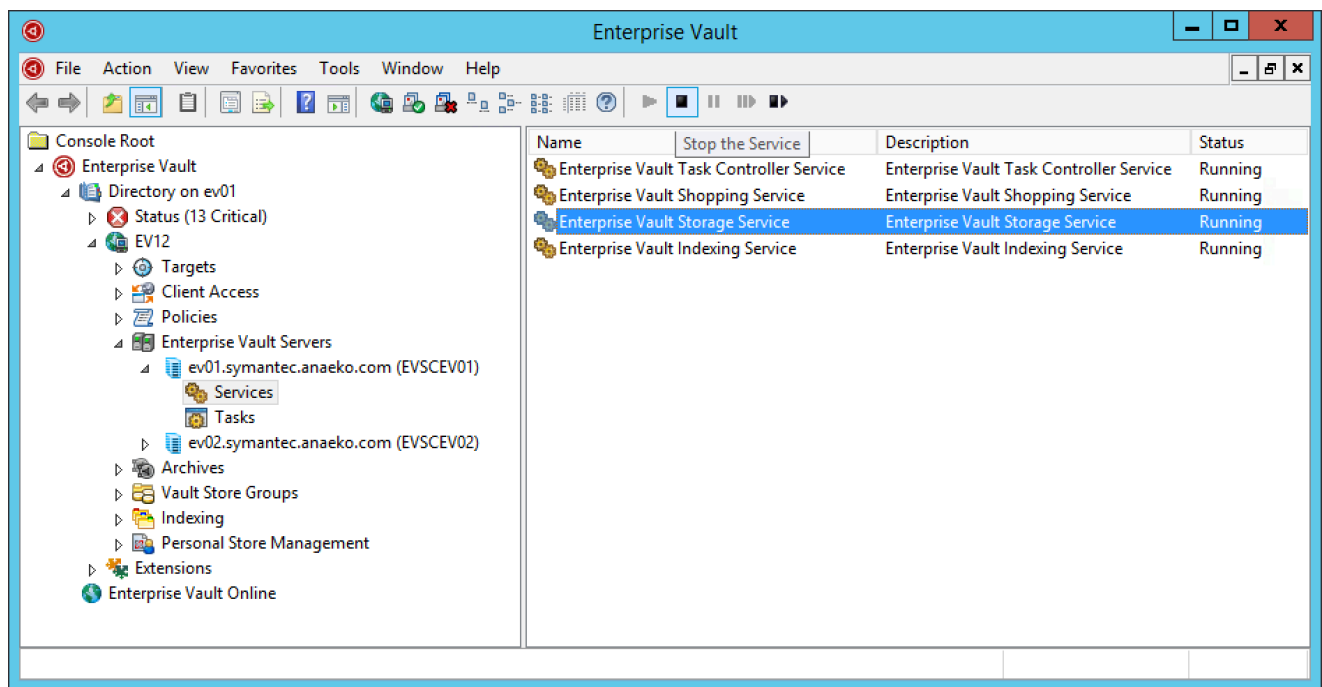 Enterprise Vault
File Action View Favorites Tools Window Help
Console Root
Enterprise Vault
Directory on ev01
Status (13 Critical)
EV12
Targets
Client Access
Policies
Enterprise Vault Servers
ev01.symantec.anaeko.com (EVSCEV01)
Services
Tasks
ev02.symantec.anaeko.com (EVSCEV02)
Archives
Vault Store Groups
Indexing
Personal Store Management
Extensions
Enterprise Vault Online
Name Stop the Service Description Status
Enterprise Vault Task Controller Service Enterprise Vault Task Controller Service Running
Enterprise Vault Shopping Service Enterprise Vault Shopping Service Running
Enterprise Vault Storage Service Enterprise Vault Storage Service Running
Enterprise Vault Indexing Service Enterprise Vault Indexing Service Running